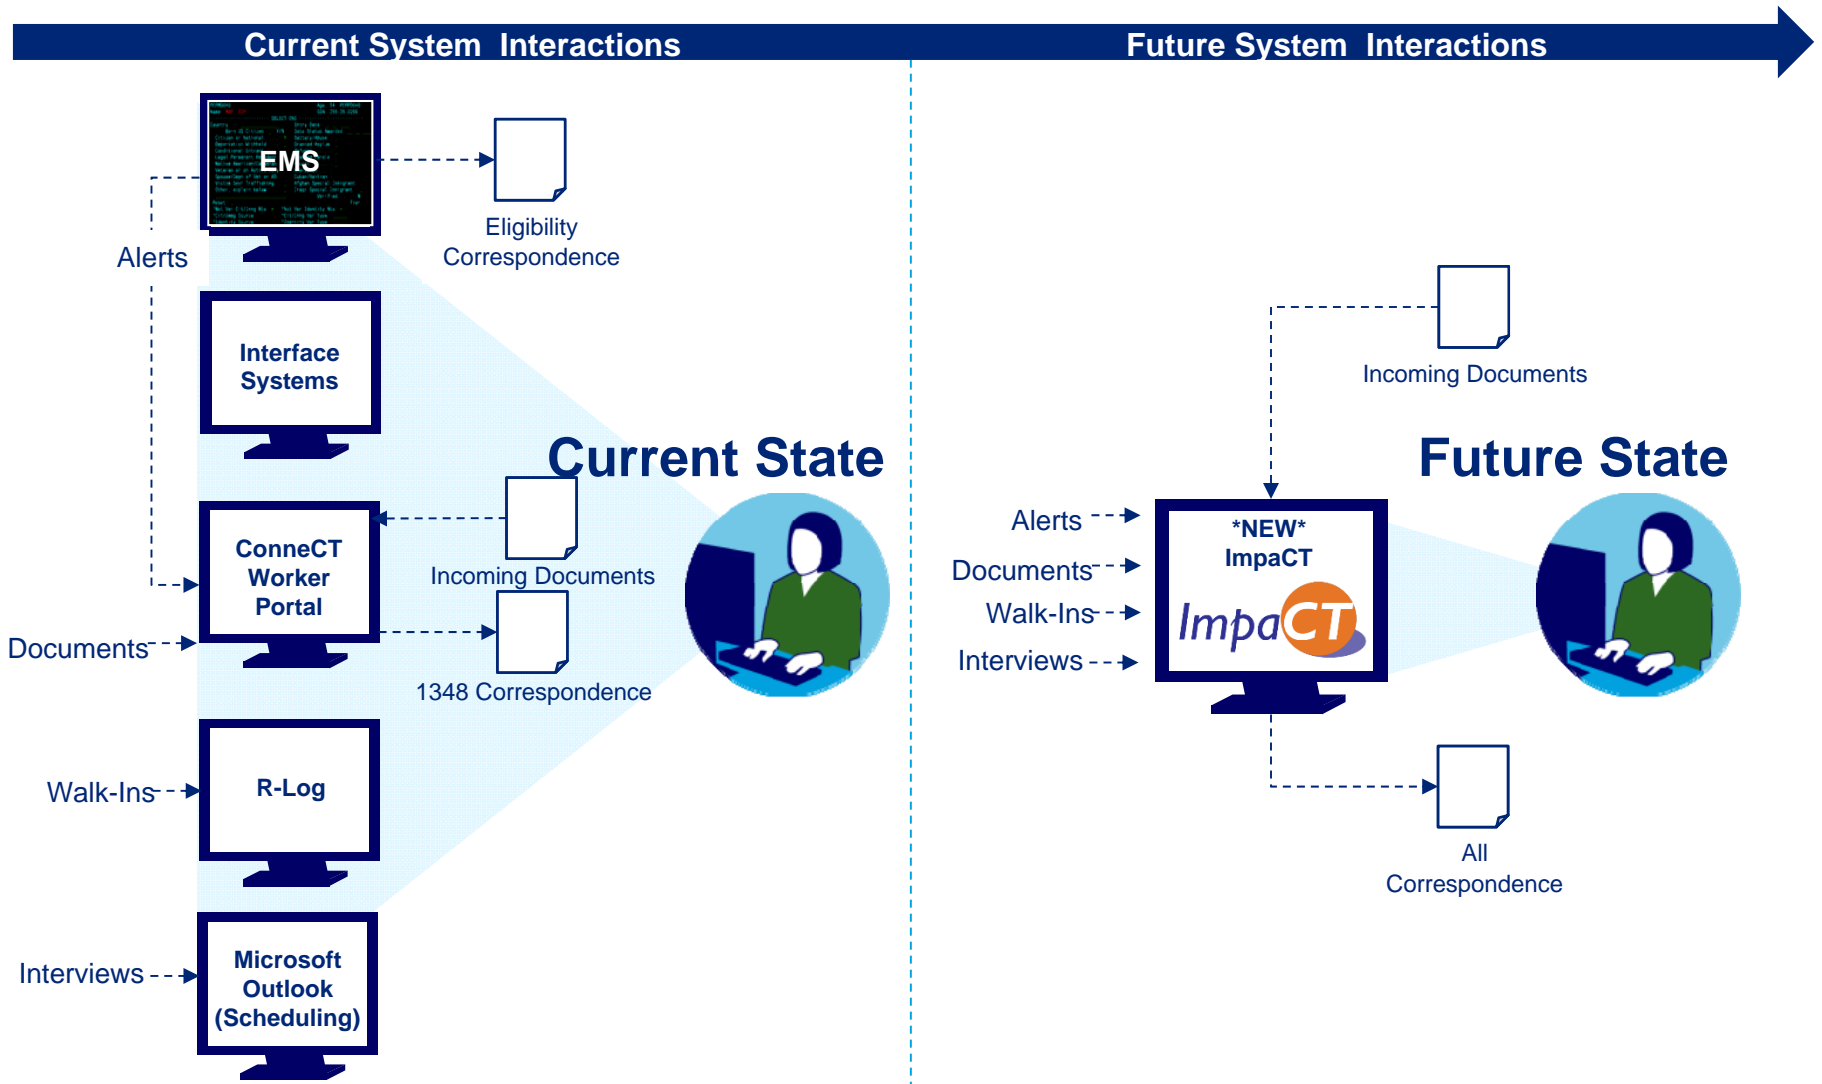 Current System Interactions
Future System Interactions
EMS
Eligibility
Correspondence
Alerts
Interface
Systems
Current State
ConneCT
Worker
Portal
Incoming Documents
Documents
1348 Correspondence
Walk-Ins
R-Log
Interviews
Microsoft
Outlook
(Scheduling)
Incoming Documents
Future State
Alerts
Documents
Walk-Ins
Interviews
*NEW*
ImpaCT
ImpaCT
All
Correspondence